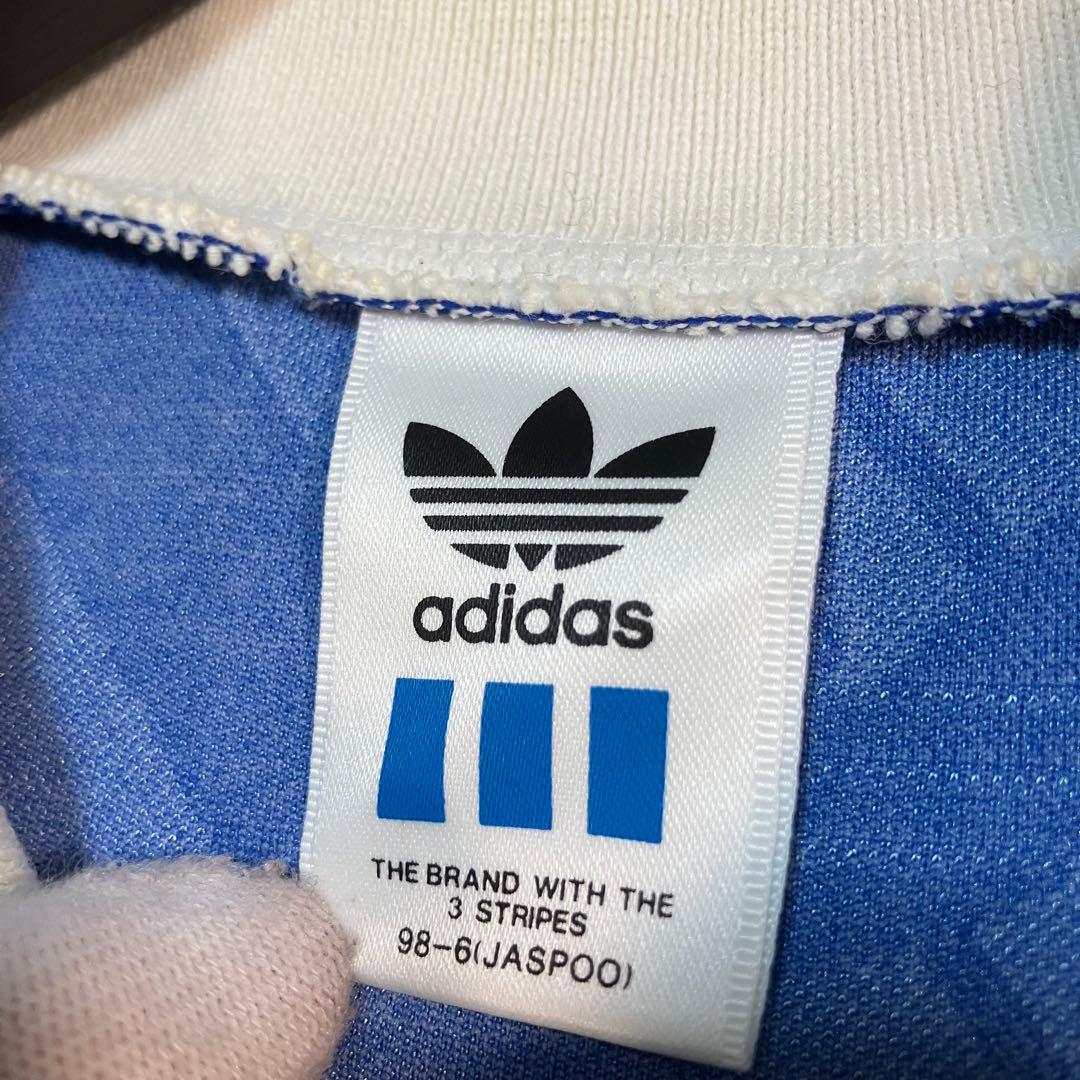 adidas
THE BRAND WITH THE
3 STRIPES
98-6(JASPOO)